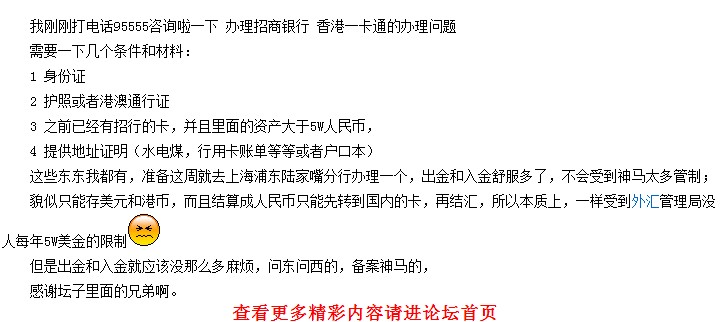 我刚刚打电话95555咨询啦一下 办理招商银行 香港一卡通的办理问题
需要一下几个条件和材料：
1 身份证
2 护照或者港澳通行证
3 之前已经有招行的卡，并且里面的资产大于5W人民币，
4 提供地址证明（水电煤，行用卡账单等等或者户口本）
这些东东我都有，准备这周就去上海浦东陆家嘴分行办理一个，出金和入金舒服多了，不会受到神马太多管制；
貌似只能存美元和港币，而且结算成人民币只能先转到国内的卡，再结汇，所以本质上，一样受到外汇管理局没
人每年5W美金的限制
但是出金和入金就应该没那么多麻烦，问东问西的，备案神马的，
感谢坛子里面的兄弟啊。
查看更多精彩内容请进论坛首页